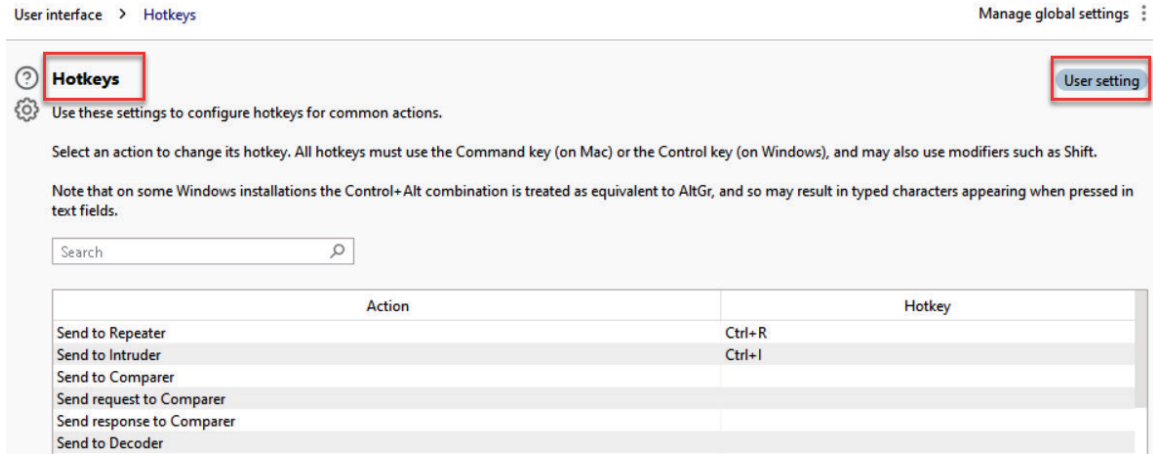 User interface > Hotkeys
Manage global settings
Hotkeys
User setting
Use these settings to configure hotkeys for common actions.
Select an action to change its hotkey. All hotkeys must use the Command key (on Mac) or the Control key (on Windows), and may also use modifiers such as Shift.
Note that on some Windows installations the Control+Alt combination is treated as equivalent to AltGr, and so may result in typed characters appearing when pressed in
text fields.
Search
Action Hotkey
Send to Repeater Ctrl+R
Send to Intruder Ctrl+I
Send to Comparer
Send request to Comparer
Send response to Comparer
Send to Decoder